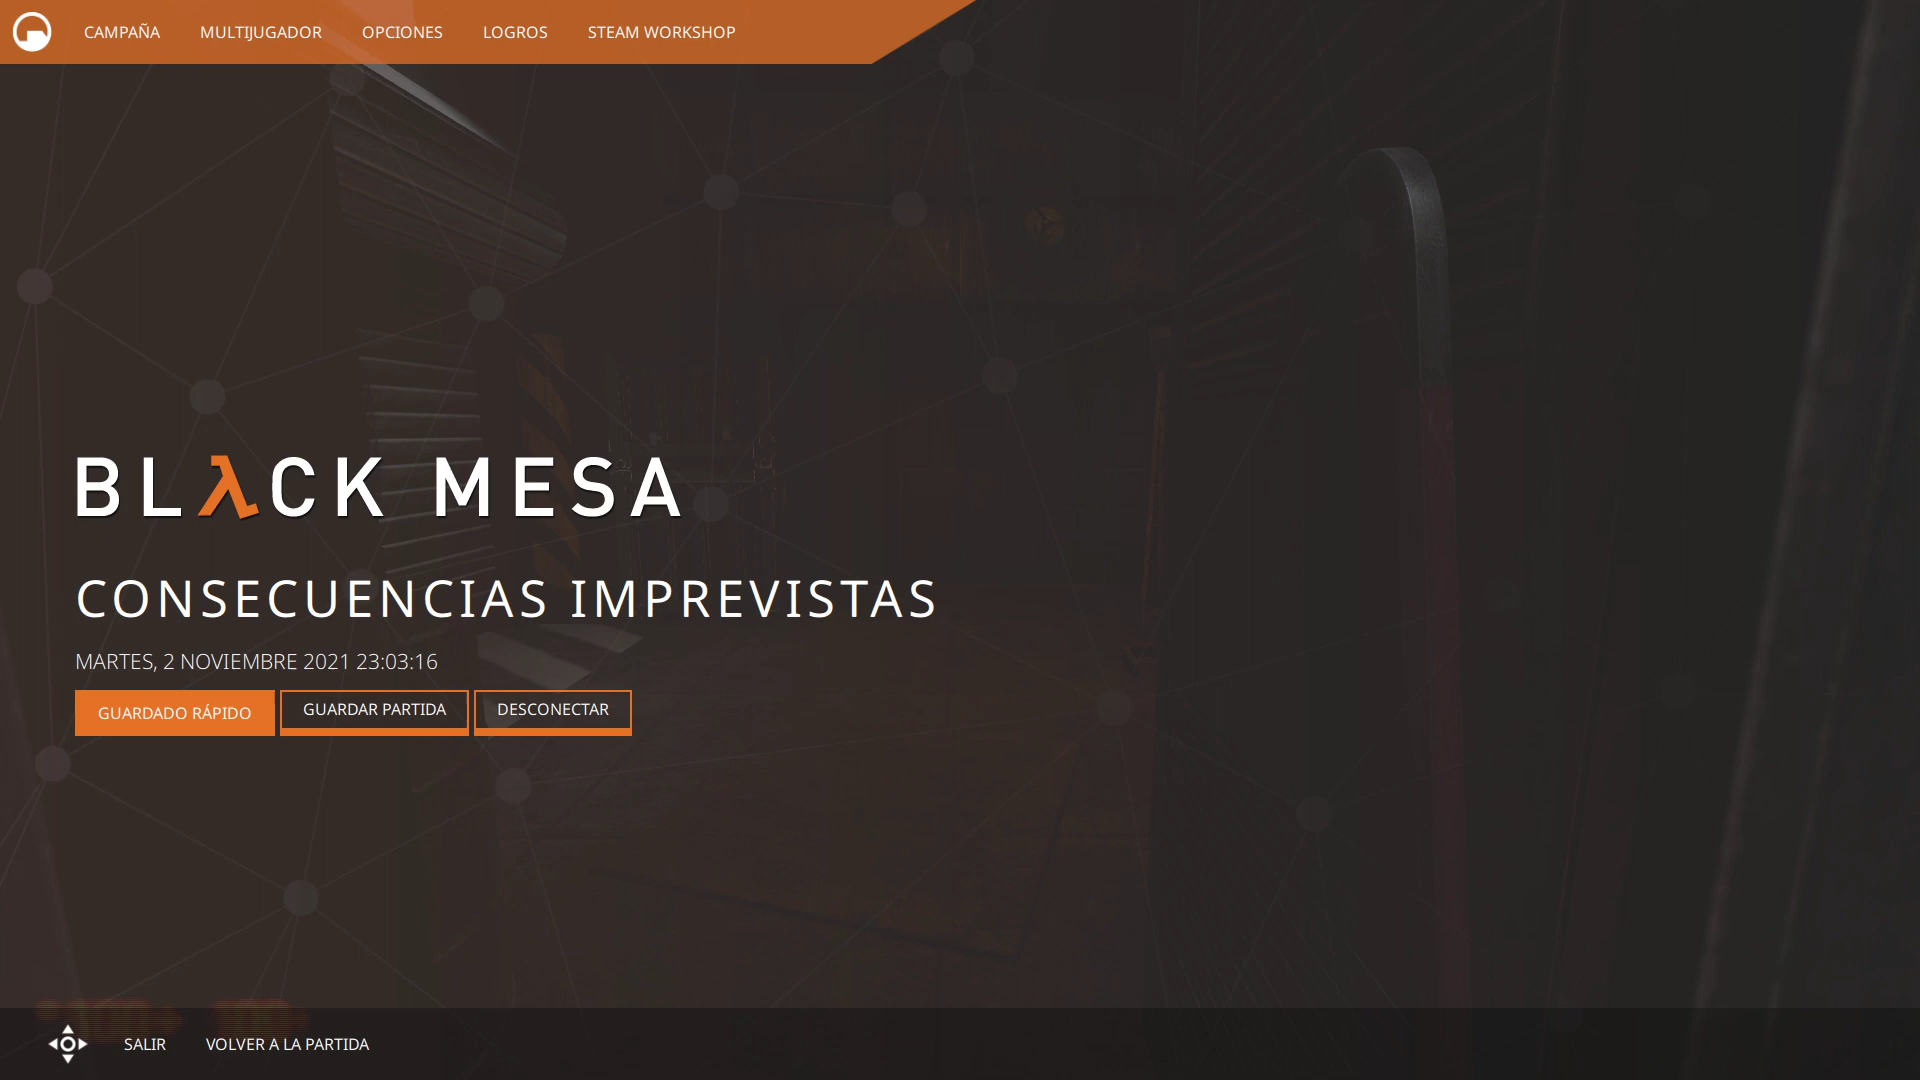 CAMPAÑA MULTIJUGADOR OPCIONES LOGROS STEAM WORKSHOP
BLλCK MESA
CONSECUENCIAS IMPREVISTAS
MARTES, 2 NOVIEMBRE 2021 23:03:16
GUARDADO RÁPIDO GUARDAR PARTIDA DESCONECTAR
SALIR VOLVER A LA PARTIDA